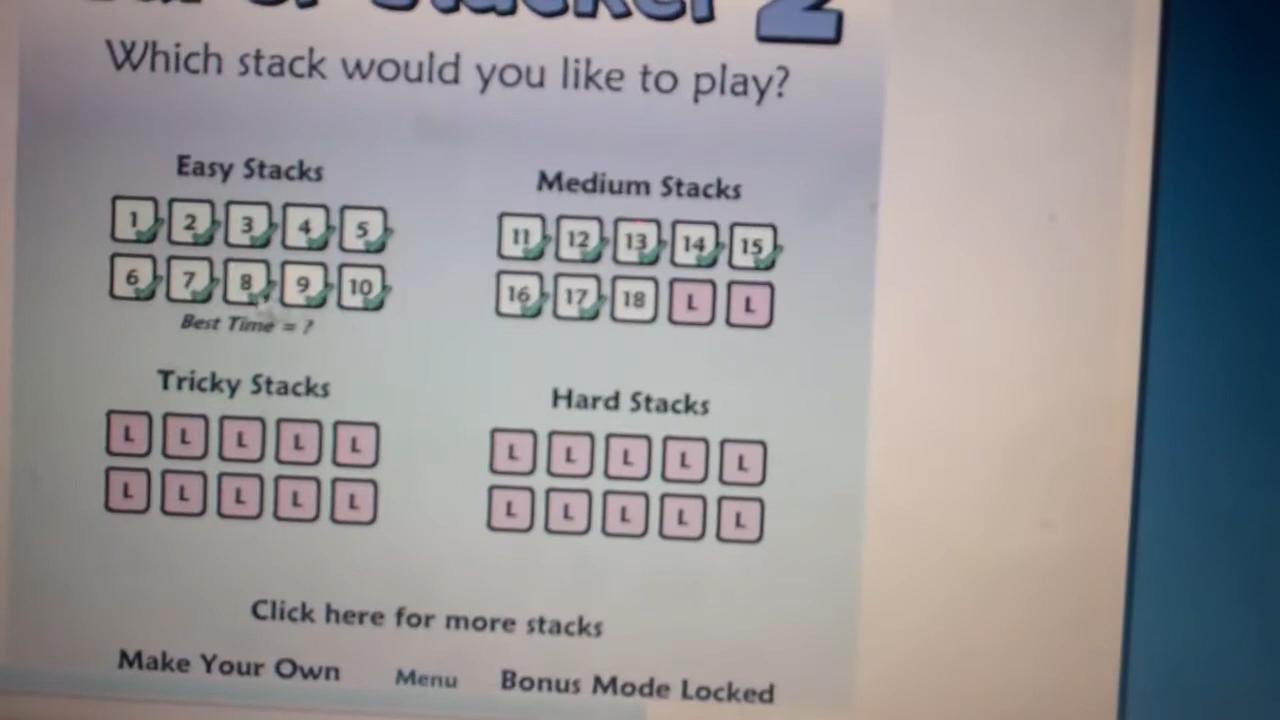 Stacker 2
Which stack would you like to play?
Easy Stacks
1 2 3 4 5
6 7 8 9 10
Best Time = ?
Medium Stacks
11 12 13 14 15
16 17 18 L L
Tricky Stacks
L L L L L
L L L L L
Hard Stacks
L L L L L
L L L L L
Click here for more stacks
Make Your Own Menu Bonus Mode Locked